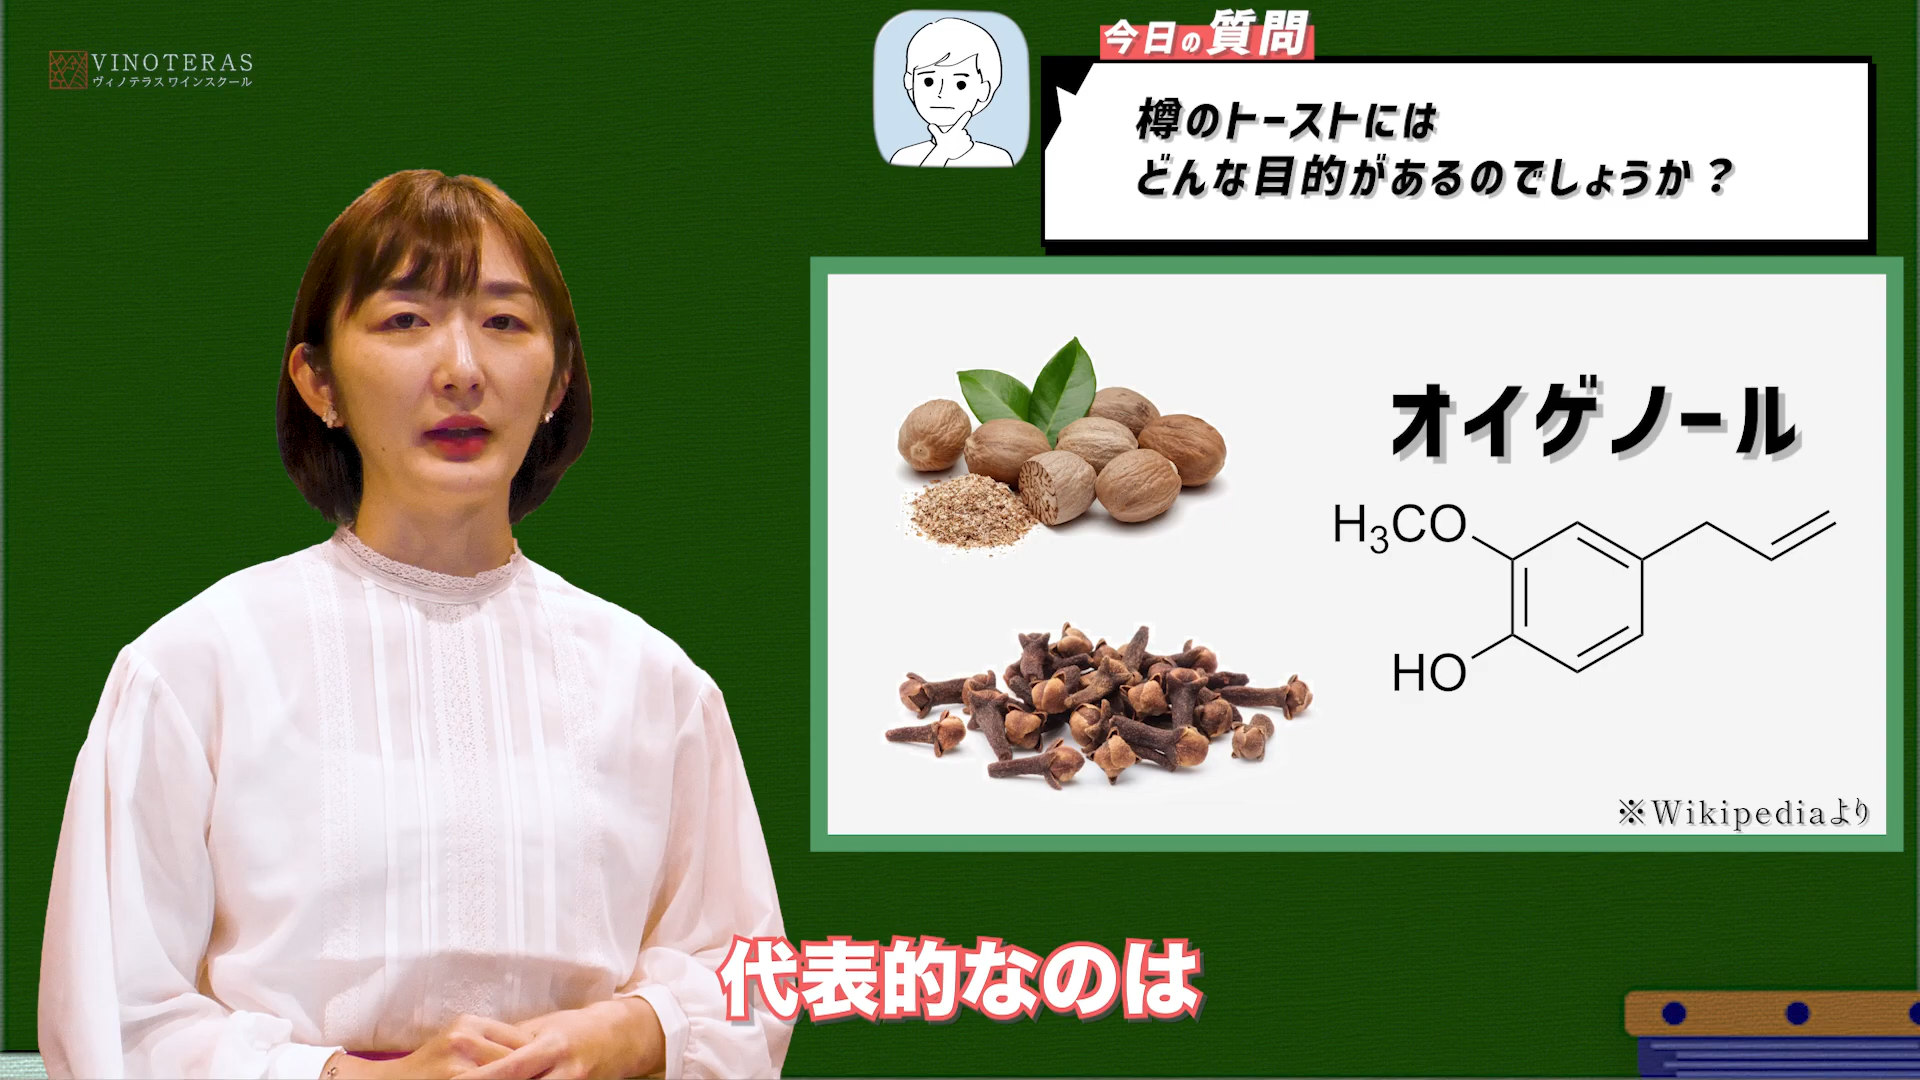 VINOTERAS
ヴィノテラス ワインスクール
今日の質問
樽のトーストには
どんな目的があるのでしょうか？
オイゲノール
H₃CO
HO
※Wikipediaより
代表的なのは